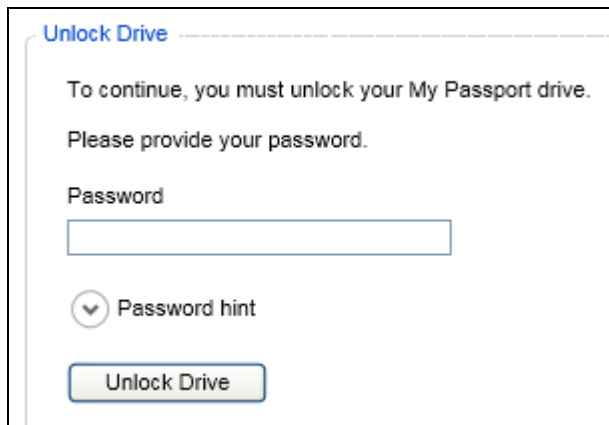 Unlock Drive
To continue, you must unlock your My Passport drive.
Please provide your password.
Password
Password hint
Unlock Drive